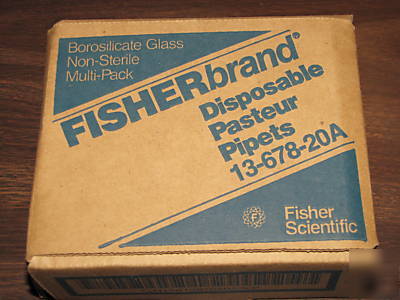 Borosilicate Glass
Non-Sterile
Multi-Pack
FISHERbrand®
Disposable
Pasteur
Pipets
13-678-20A
F
Fisher
Scientific